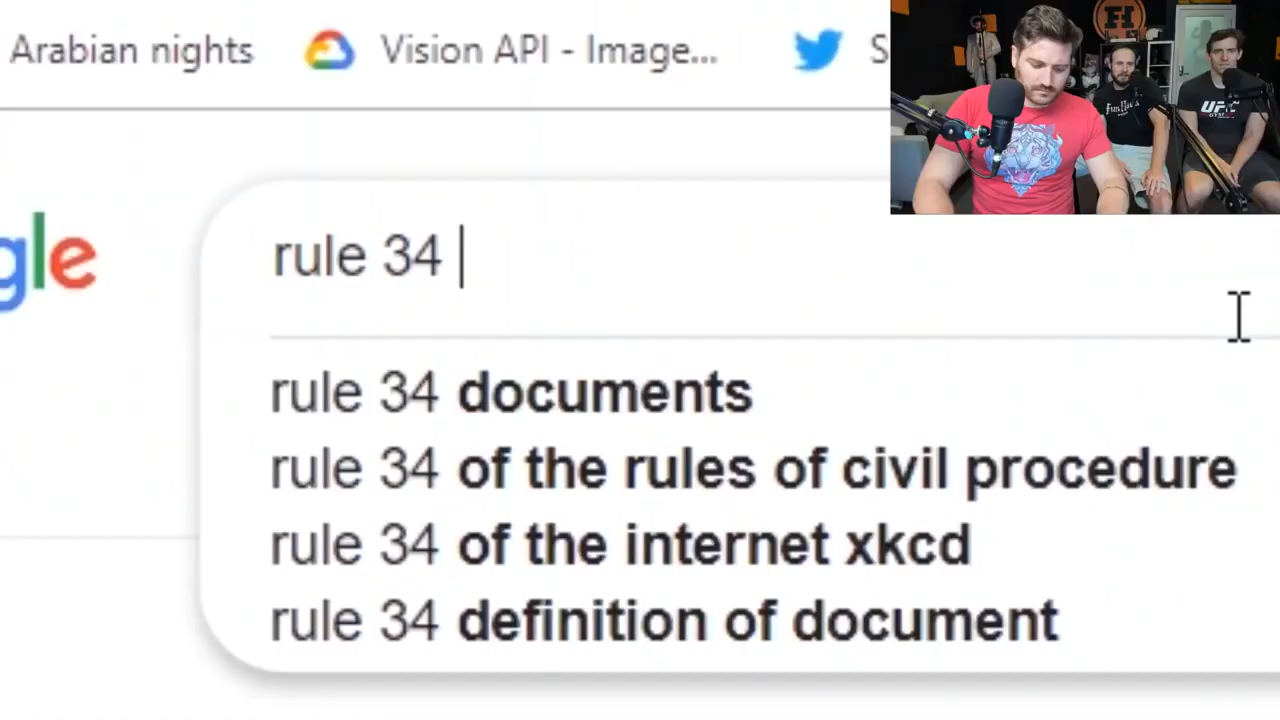 Arabian nights Vision API - Image... S
gle
rule 34
rule 34 documents
rule 34 of the rules of civil procedure
rule 34 of the internet xkcd
rule 34 definition of document
H
UFC